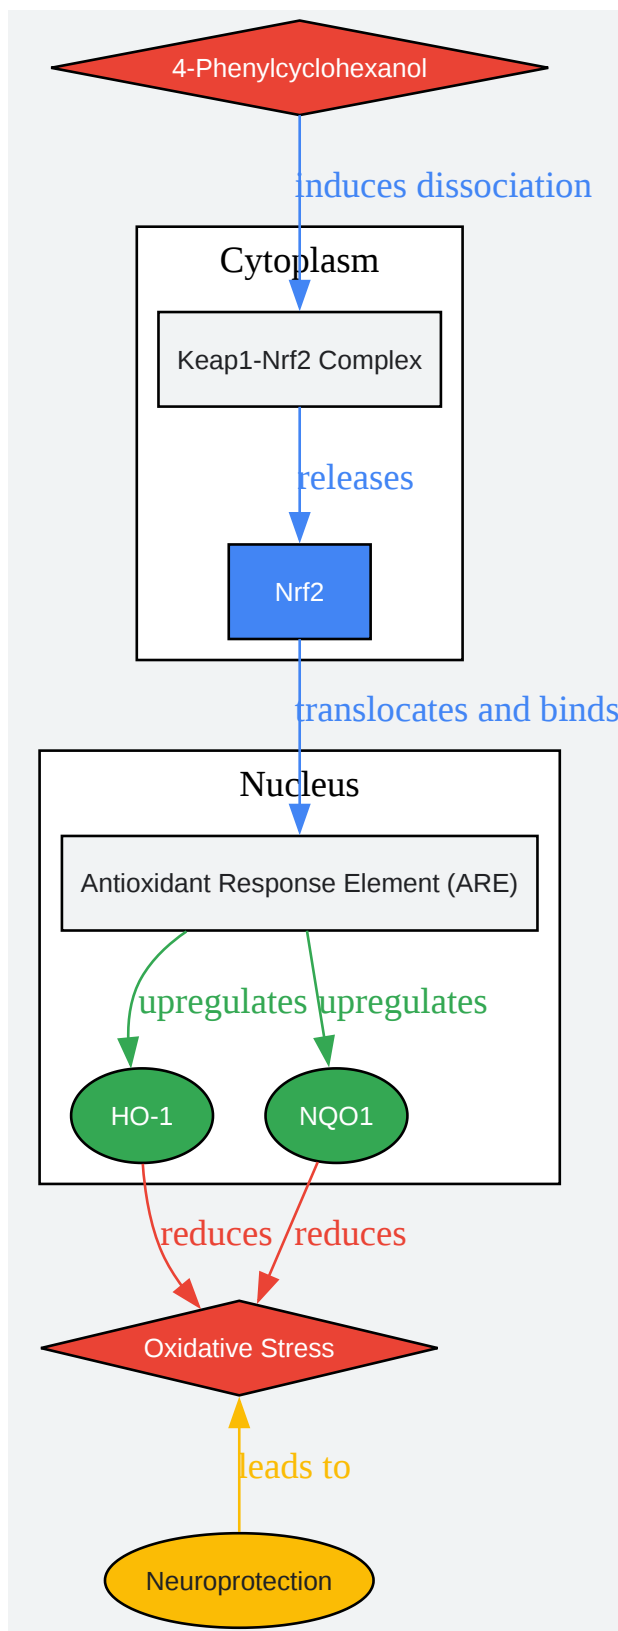 4-Phenylcyclohexanol
induces dissociation
Cytoplasm
Keap1-Nrf2 Complex
releases
Nrf2
translocates and binds
Nucleus
Antioxidant Response Element (ARE)
upregulates
upregulates
HO-1
NQO1
reduces
reduces
Oxidative Stress
leads to
Neuroprotection